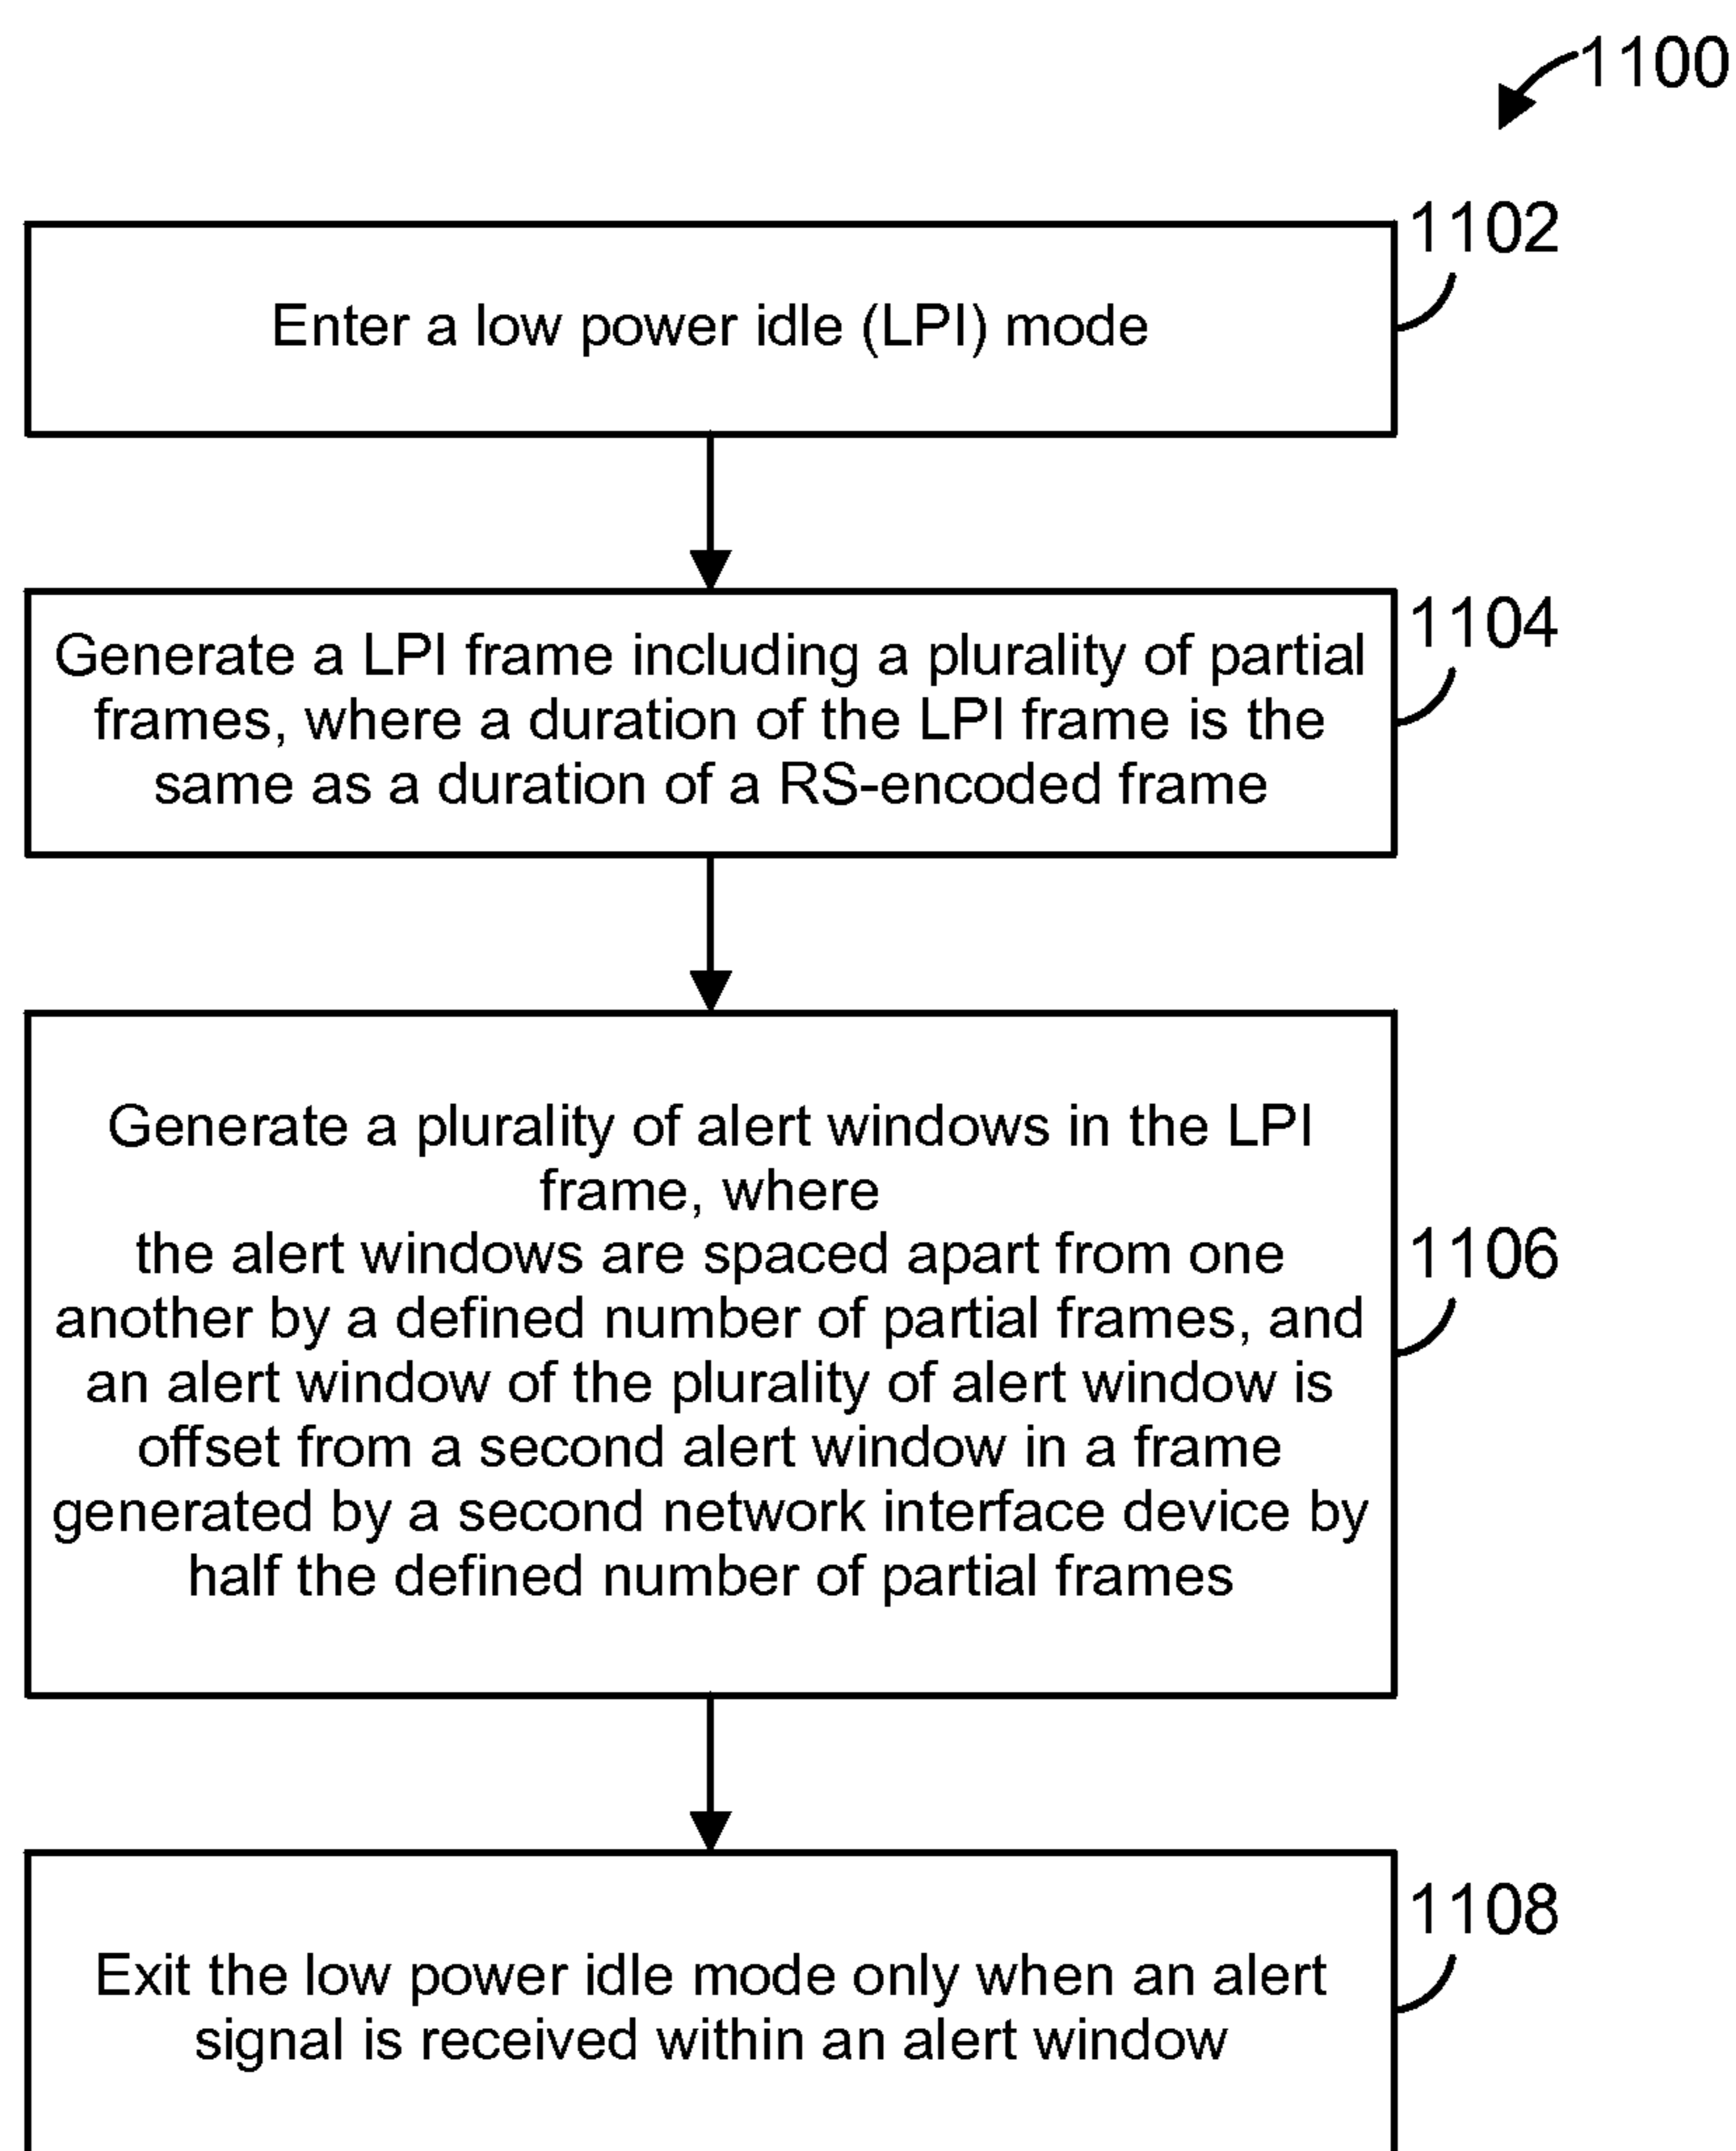 1100
1102
Enter a low power idle (LPI) mode
1104
Generate a LPI frame including a plurality of partial
frames, where a duration of the LPI frame is the
same as a duration of a RS-encoded frame
Generate a plurality of alert windows in the LPI
frame, where
the alert windows are spaced apart from one
another by a defined number of partial frames, and
an alert window of the plurality of alert window is
offset from a second alert window in a frame
generated by a second network interface device by
half the defined number of partial frames
1106
1108
Exit the low power idle mode only when an alert
signal is received within an alert window